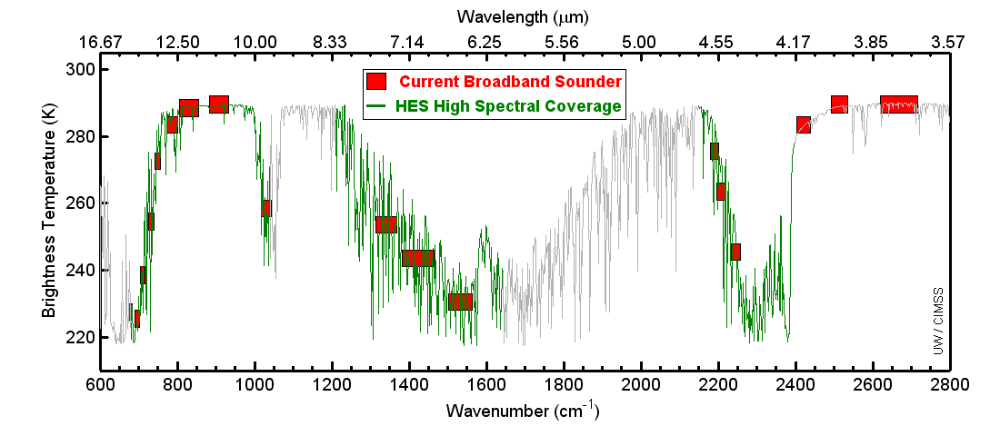 Wavelength (μm)
16.67 12.50 10.00 8.33 7.14 6.25 5.56 5.00 4.55 4.17 3.85 3.57
300
280
260
240
220
Brightness Temperature (K)
Current Broadband Sounder
HES High Spectral Coverage
UW / CIMSS
600 800 1000 1200 1400 1600 1800 2000 2200 2400 2600 2800
Wavenumber (cm⁻¹)